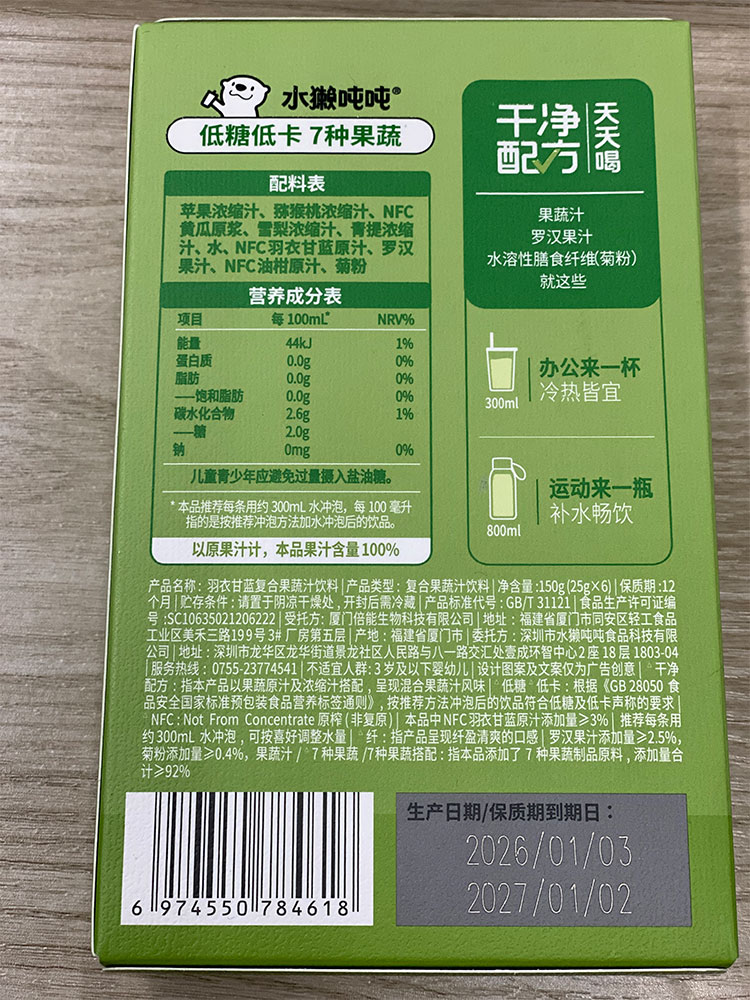 水獭吨吨®
低糖低卡 7种果蔬
配料表
苹果浓缩汁、猕猴桃浓缩汁、NFC
黄瓜原浆、雪梨浓缩汁、青提浓缩
汁、水、NFC羽衣甘蓝原汁、罗汉
果汁、NFC油柑原汁、菊粉
营养成分表
项目 每100mL* NRV%
能量 44kJ 1%
蛋白质 0.0g 0%
脂肪 0.0g 0%
——饱和脂肪 0.0g 0%
碳水化合物 2.6g 1%
——糖 2.0g
钠 0mg 0%
儿童青少年应避免过量摄入盐油糖。
*本品推荐每条用约 300mL 水冲泡，每 100 毫升
指的是按推荐冲泡方法加水冲泡后的饮品。
以原果汁计，本品果汁含量100%
干净
配方
天天喝
果蔬汁
罗汉果汁
水溶性膳食纤维(菊粉)
就这些
300ml
办公来一杯
冷热皆宜
800ml
运动来一瓶
补水畅饮
产品名称：羽衣甘蓝复合果蔬汁饮料|产品类型：复合果蔬汁饮料|净含量:150g(25g×6)|保质期:12
个月|贮存条件：请置于阴凉干燥处，开封后需冷藏|产品标准代号：GB/T 31121|食品生产许可证编
号:SC10635021206222|受托方：厦门倍能生物科技有限公司|地址：福建省厦门市同安区轻工食品
工业区美禾三路199号3#厂房第五层|产地：福建省厦门市|委托方：深圳市水獭吨吨食品科技有限
公司|地址：深圳市龙华区龙华街道景龙社区人民路与八一路交汇处壹成环智中心2座18层1803-04
|服务热线：0755-23774541|不适宜人群:3岁及以下婴幼儿|设计图案及文案仅为广告创意|△干净
配方：指本产品以果蔬原汁及浓缩汁搭配，呈现混合果蔬汁风味|△低糖△低卡：根据《GB 28050 食
品安全国家标准预包装食品营养标签通则》，按推荐方法冲泡后的饮品符合低糖及低卡声称的要求|
△NFC：Not From Concentrate 原榨(非复原)|本品中NFC羽衣甘蓝原汁添加量≥3%|推荐每条用
约300mL 水冲泡，可按喜好调整水量|△纤：指产品呈现纤盈清爽的口感|罗汉果汁添加量≥2.5%，
菊粉添加量≥0.4%，果蔬汁 /△7种果蔬 /7种果蔬搭配：指本品添加了 7 种果蔬制品原料，添加量合
计≥92%
6 974550 784618
生产日期/保质期到期日：
2026/01/03
2027/01/02